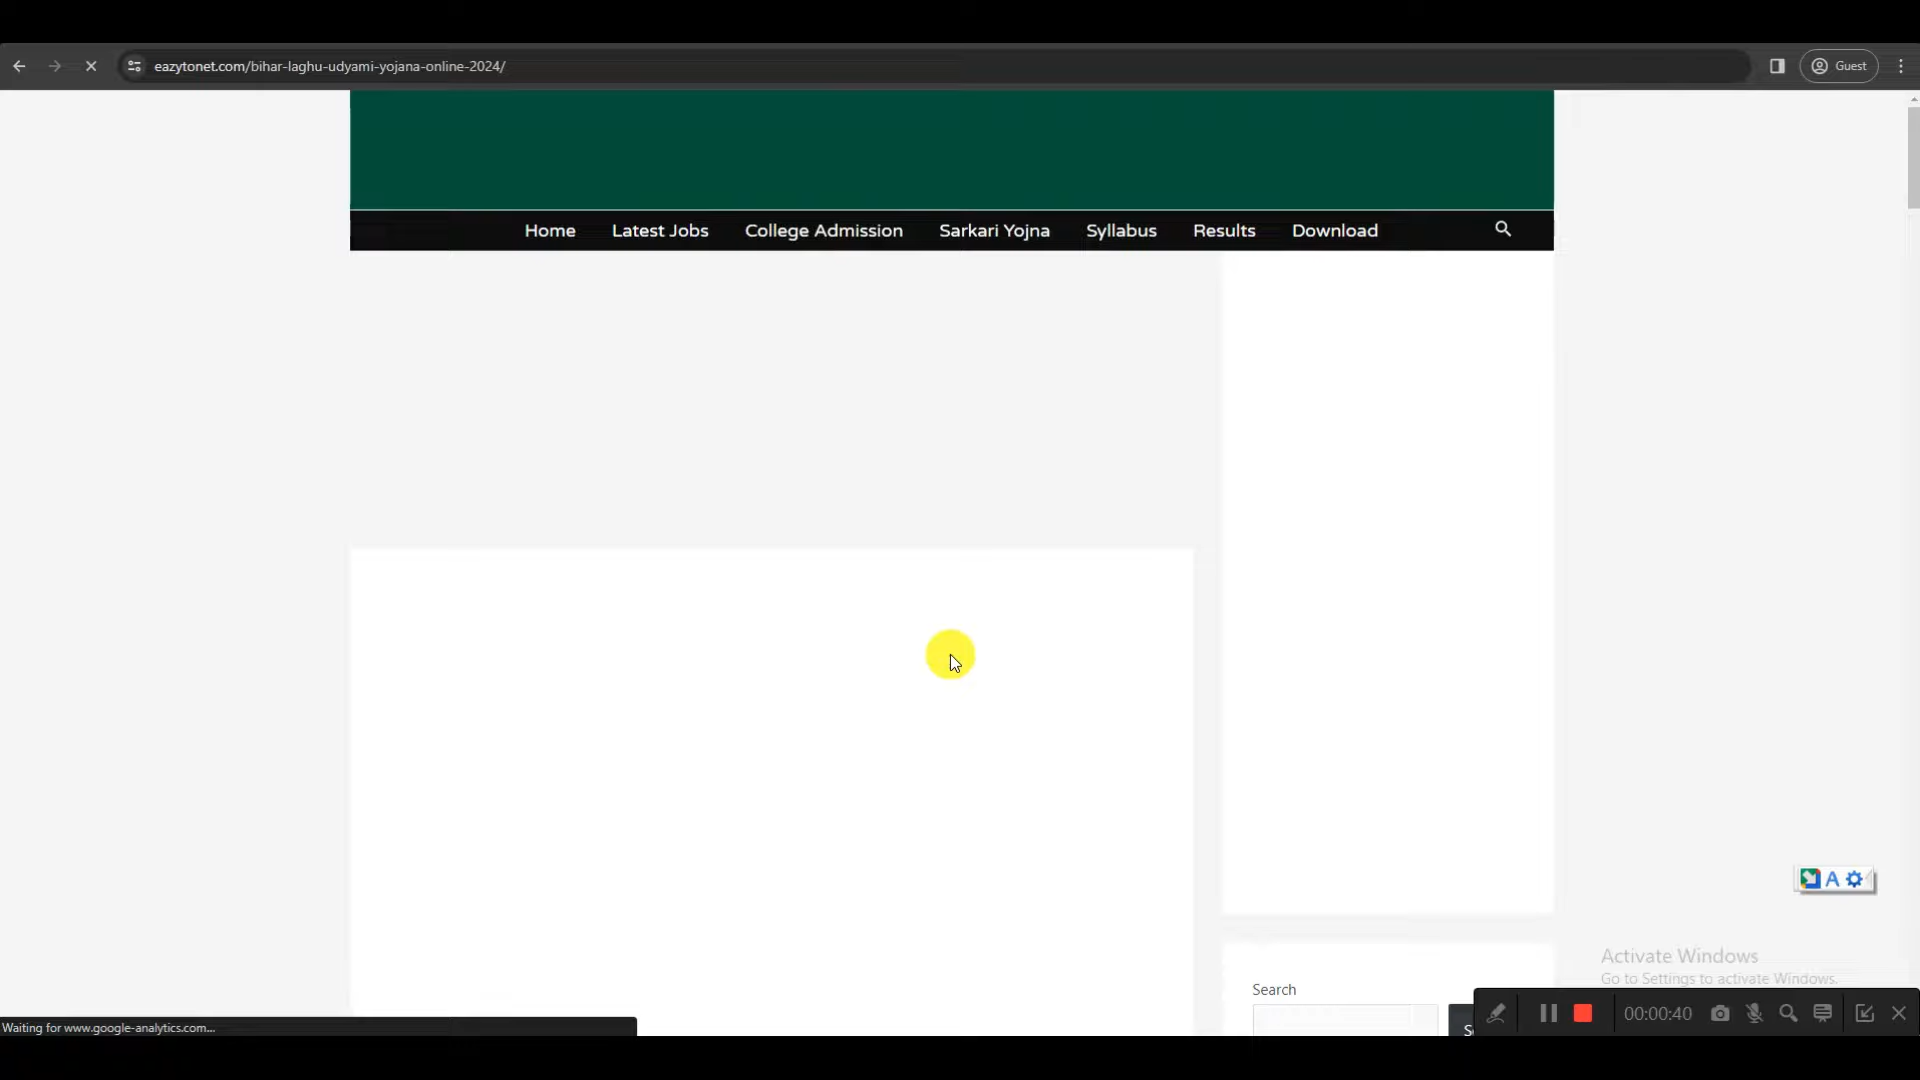 eazytonet.com/bihar-laghu-udyami-yojana-online-2024/
Guest
Home Latest Jobs College Admission Sarkari Yojna Syllabus Results Download
A
Activate Windows
Go to Settings to activate Windows.
Search
00:00:40
Waiting for www.google-analytics.com...